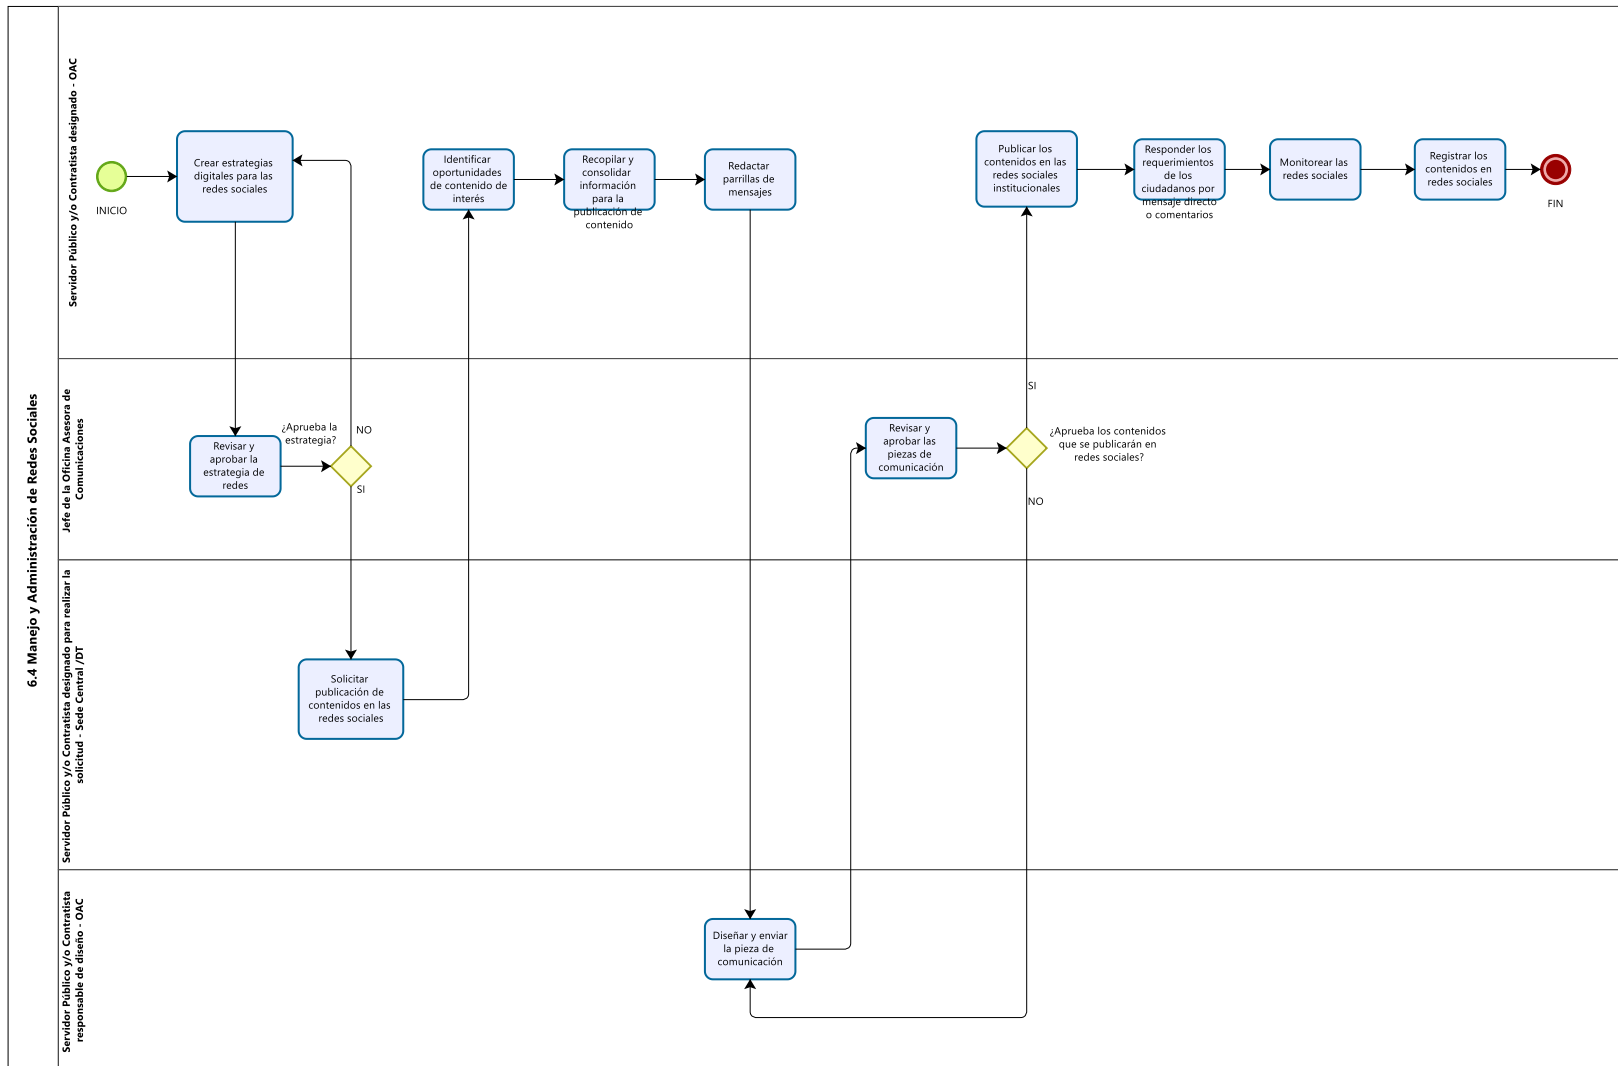 6.4 Manejo y Administración de Redes Sociales
Servidor Público y/o Contratista designado - OAC
INICIO
Crear estrategias
digitales para las
redes sociales
Identificar
oportunidades
de contenido de
interés
Recopilar y
consolidar
información
para la
publicación de
contenido
Redactar
parrillas de
mensajes
Publicar los
contenidos en las
redes sociales
institucionales
Responder los
requerimientos
de los
ciudadanos por
mensaje directo
o comentarios
Monitorear las
redes sociales
Registrar los
contenidos en
redes sociales
FIN
Jefe de la Oficina Asesora de
Comunicaciones
Revisar y
aprobar la
estrategia de
redes
¿Aprueba la
estrategia?
NO
SI
Revisar y
aprobar las
piezas de
comunicación
SI
¿Aprueba los contenidos
que se publicarán en
redes sociales?
NO
Servidor Público y/o Contratista designado para realizar la
solicitud - Sede Central /DT
Solicitar
publicación de
contenidos en las
redes sociales
Servidor Público y/o Contratista
responsable de diseño - OAC
Diseñar y enviar
la pieza de
comunicación